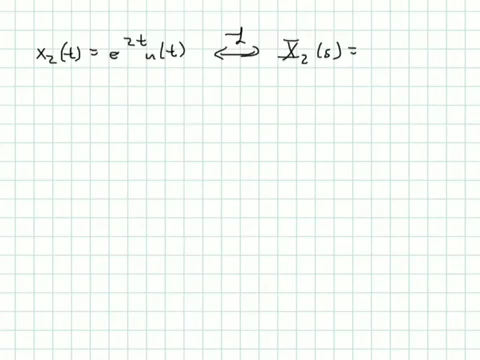 x₂(t) = e^{2t} u(t) ⟺^{ℒ} X₂(s) =